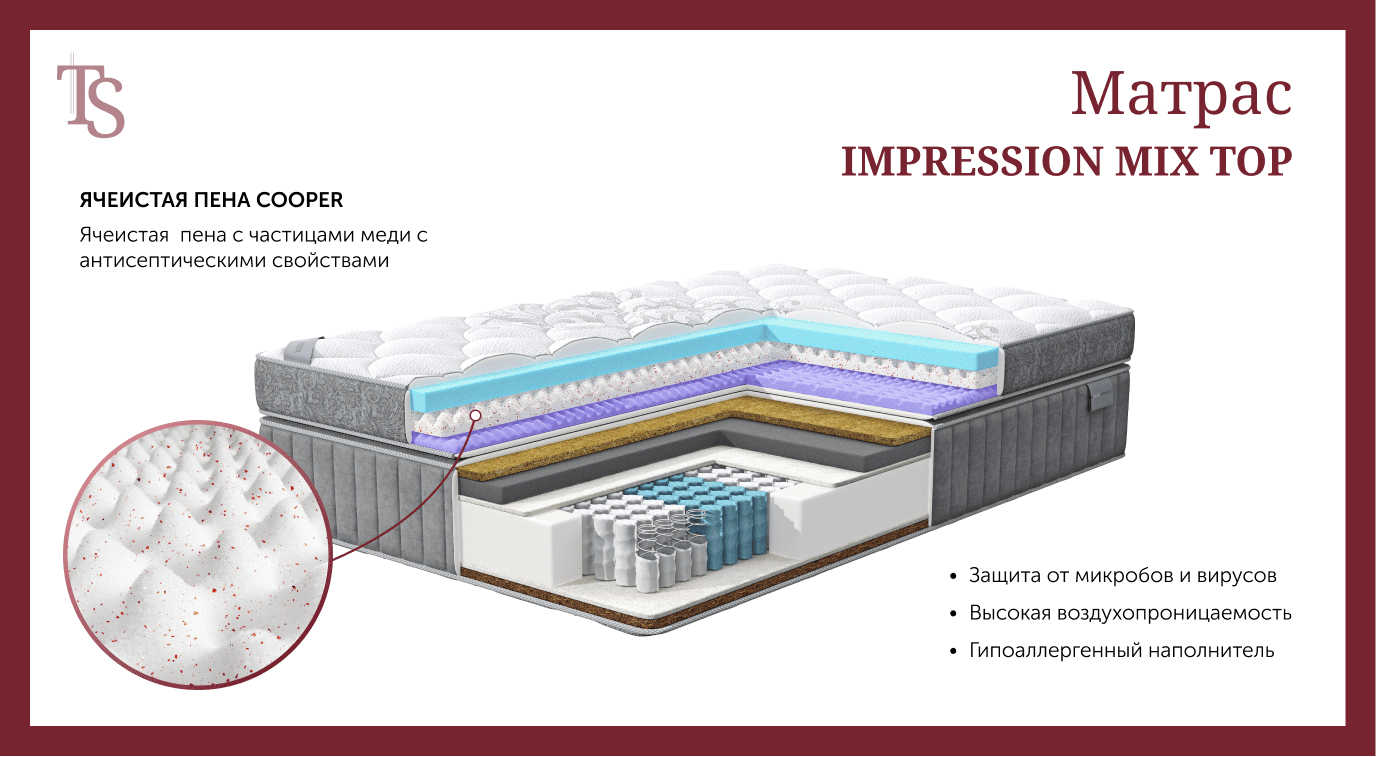 TS
Матрас
IMPRESSION MIX TOP
ЯЧЕИСТАЯ ПЕНА COOPER
Ячеистая пена с частицами меди с
антисептическими свойствами
• Защита от микробов и вирусов
• Высокая воздухопроницаемость
• Гипоаллергенный наполнитель